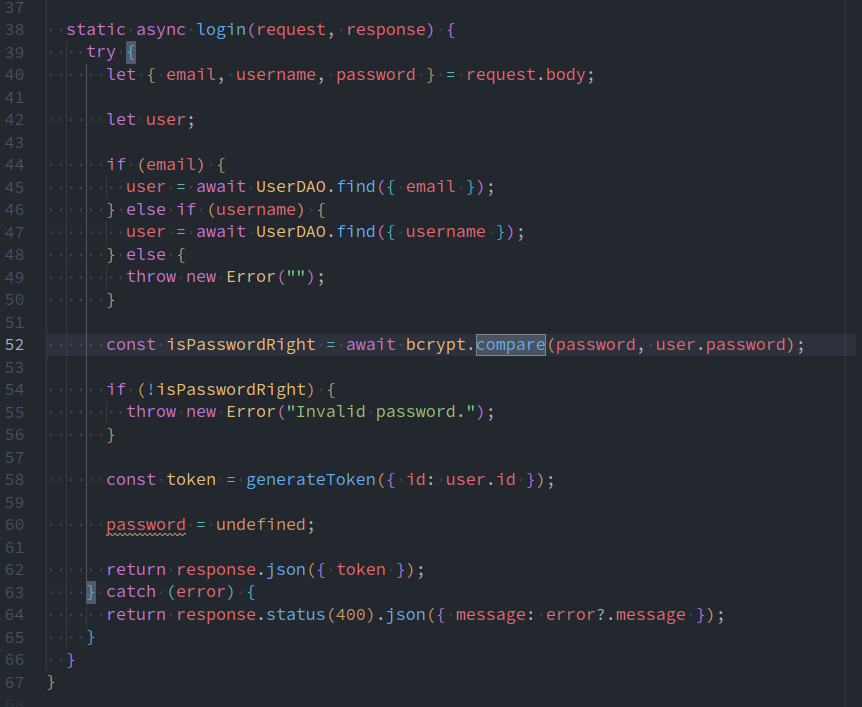 37
38 static async login(request, response) {
39 try {
40 let { email, username, password } = request.body;
41
42 let user;
43
44 if (email) {
45 user = await UserDAO.find({ email });
46 } else if (username) {
47 user = await UserDAO.find({ username });
48 } else {
49 throw new Error("");
50 }
51
52 const isPasswordRight = await bcrypt.compare(password, user.password);
53
54 if (!isPasswordRight) {
55 throw new Error("Invalid password.");
56 }
57
58 const token = generateToken({ id: user.id });
59
60 password = undefined;
61
62 return response.json({ token });
63 } catch (error) {
64 return response.status(400).json({ message: error?.message });
65 }
66 }
67 }
68